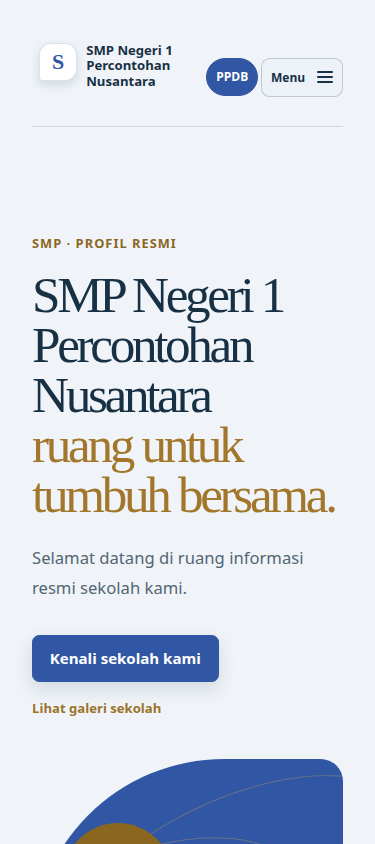 S
SMP Negeri 1
Percontohan
Nusantara
PPDB
Menu
SMP · PROFIL RESMI
SMP Negeri 1
Percontohan
Nusantara
ruang untuk
tumbuh bersama.
Selamat datang di ruang informasi
resmi sekolah kami.
Kenali sekolah kami
Lihat galeri sekolah